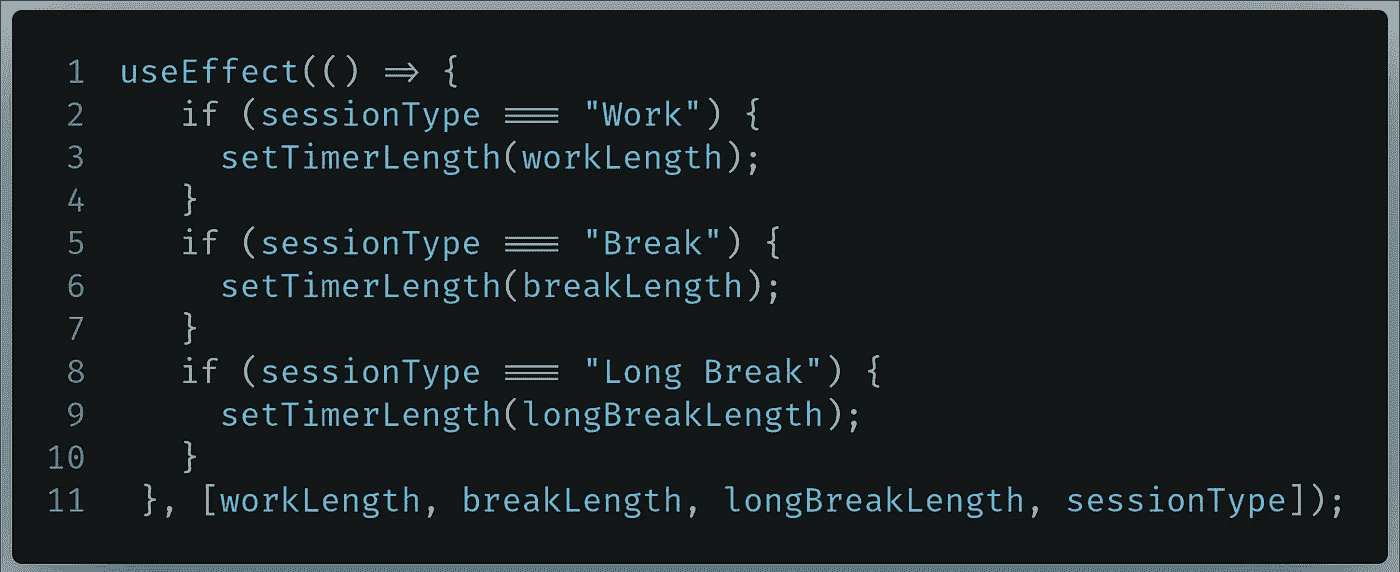 1 useEffect(() => {
2 if (sessionType === "Work") {
3 setTimerLength(workLength);
4 }
5 if (sessionType === "Break") {
6 setTimerLength(breakLength);
7 }
8 if (sessionType === "Long Break") {
9 setTimerLength(longBreakLength);
10 }
11 }, [workLength, breakLength, longBreakLength, sessionType]);